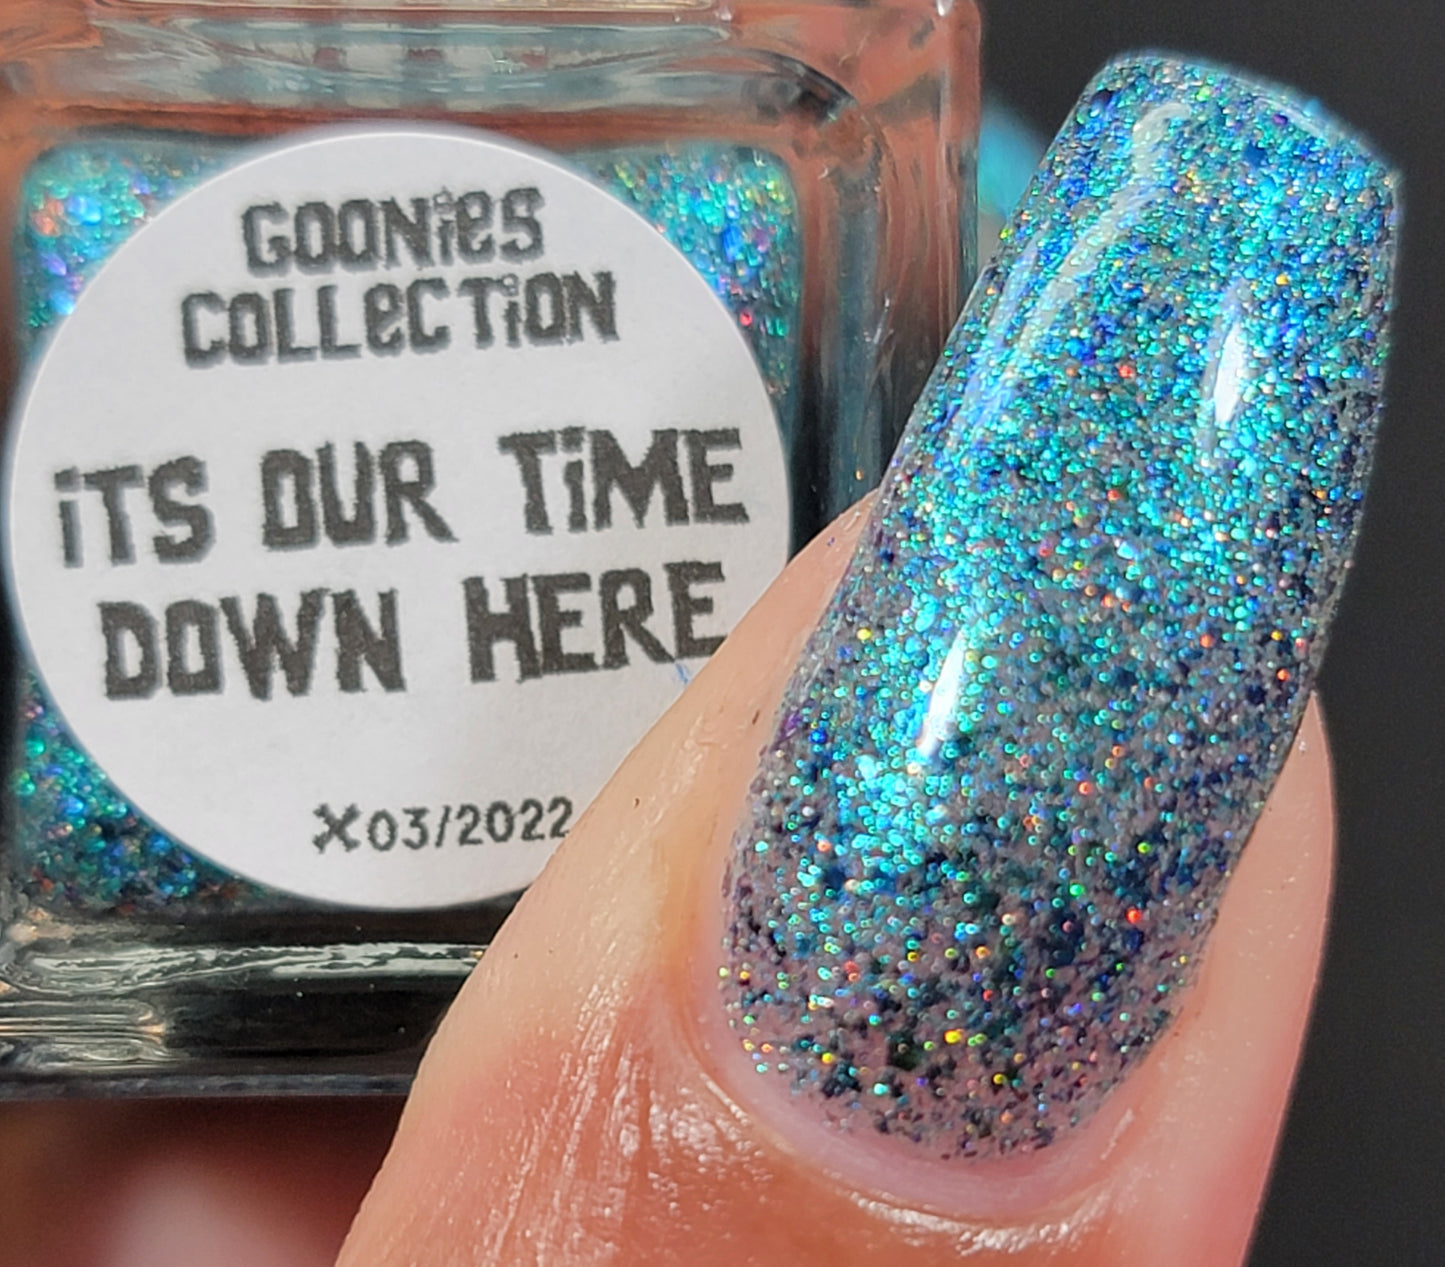 GOONieS
COLLeCTiON
iTS OUR TiME
DOWN HERE
X03/2022